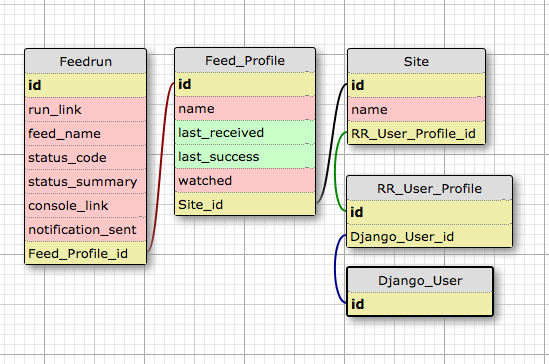 Feedrun
id
run_link
feed_name
status_code
status_summary
console_link
notification_sent
Feed_Profile_id
Feed_Profile
id
name
last_received
last_success
watched
Site_id
Site
id
name
RR_User_Profile_id
RR_User_Profile
id
Django_User_id
Django_User
id